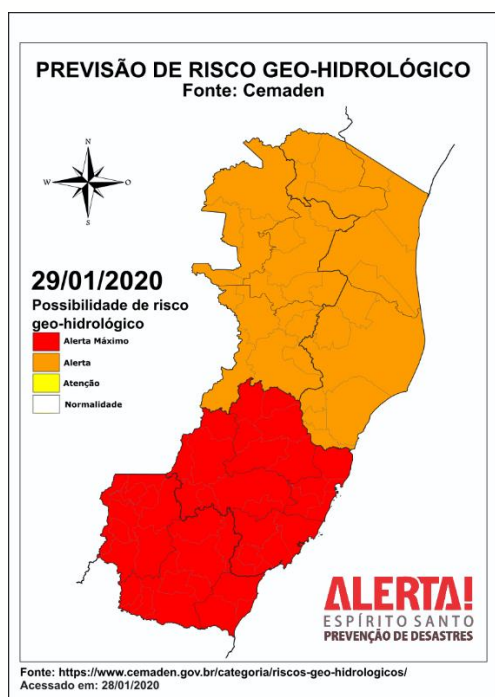 PREVISÃO DE RISCO GEO-HIDROLÓGICO
Fonte: Cemaden
N
W
O
S
29/01/2020
Possibilidade de risco
geo-hidrológico
Alerta Máximo
Alerta
Atenção
Normalidade
ALERTA!
ESPÍRITO SANTO
PREVENÇÃO DE DESASTRES
Fonte: https://www.cemaden.gov.br/categoria/riscos-geo-hidrologicos/
Acessado em: 28/01/2020